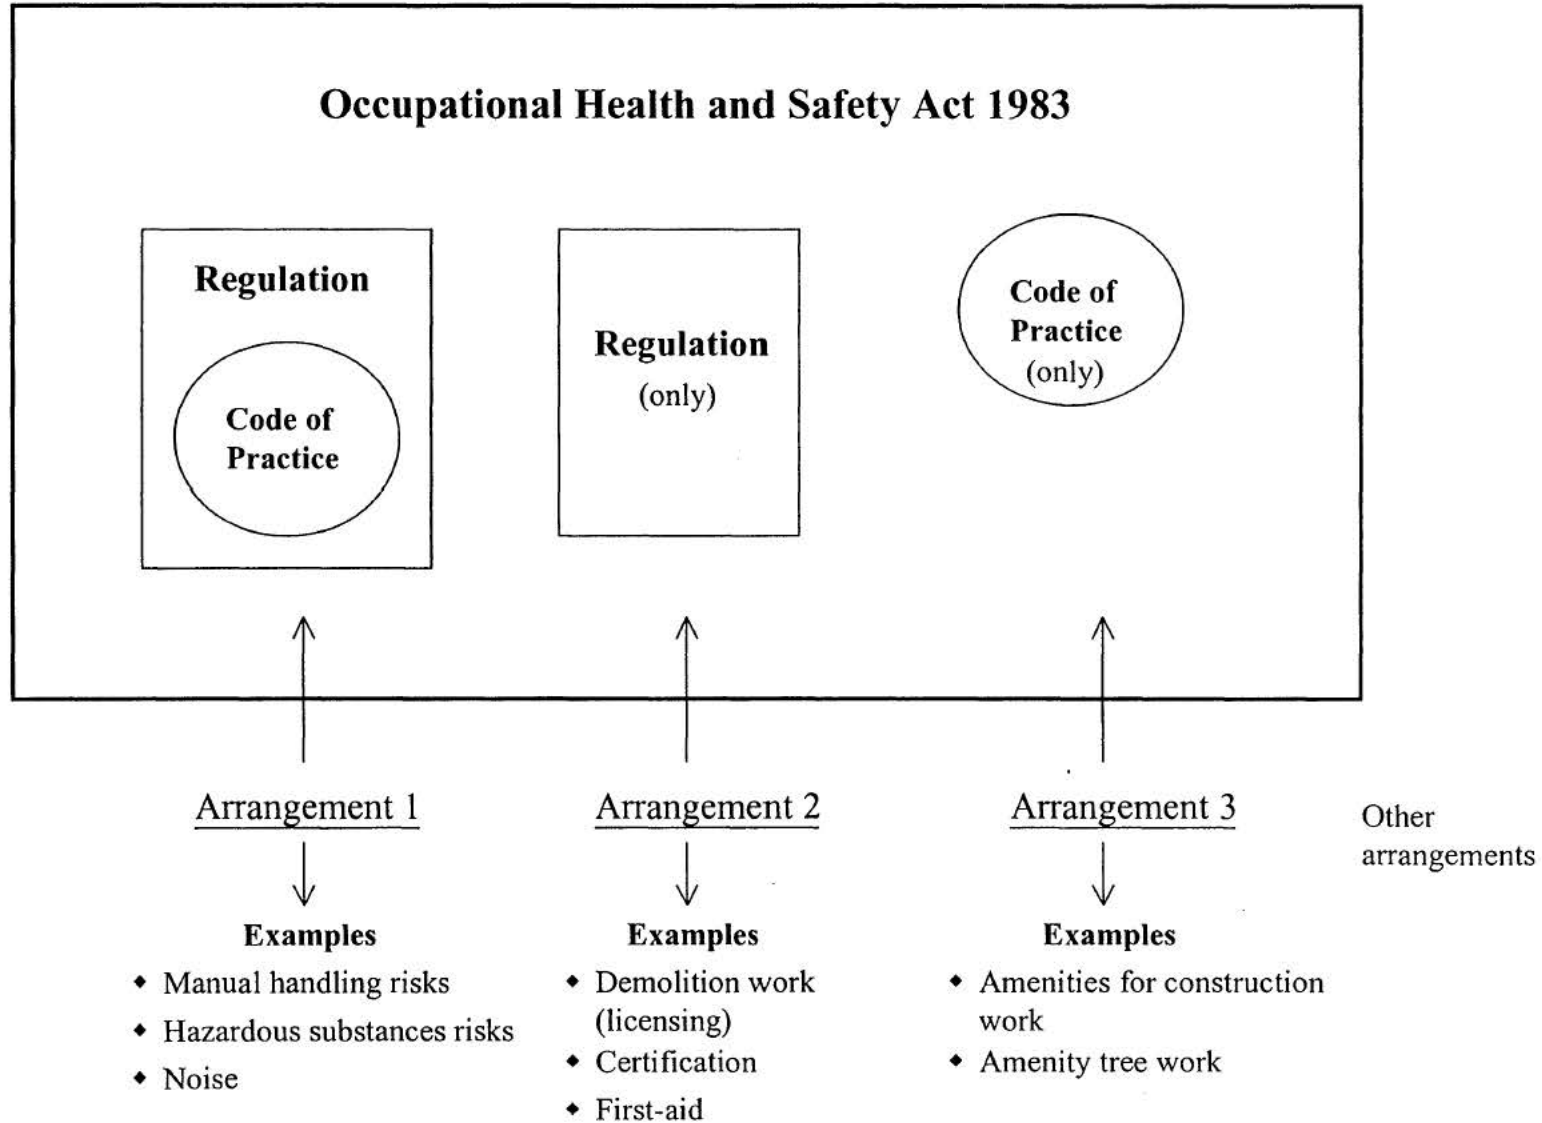 Occupational Health and Safety Act 1983
Regulation
Code of
Practice
Regulation
(only)
Code of
Practice
(only)
Arrangement 1
Arrangement 2
Arrangement 3
Other
arrangements
Examples
◆ Manual handling risks
◆ Hazardous substances risks
◆ Noise
Examples
◆ Demolition work
(licensing)
◆ Certification
◆ First-aid
Examples
◆ Amenities for construction
work
◆ Amenity tree work